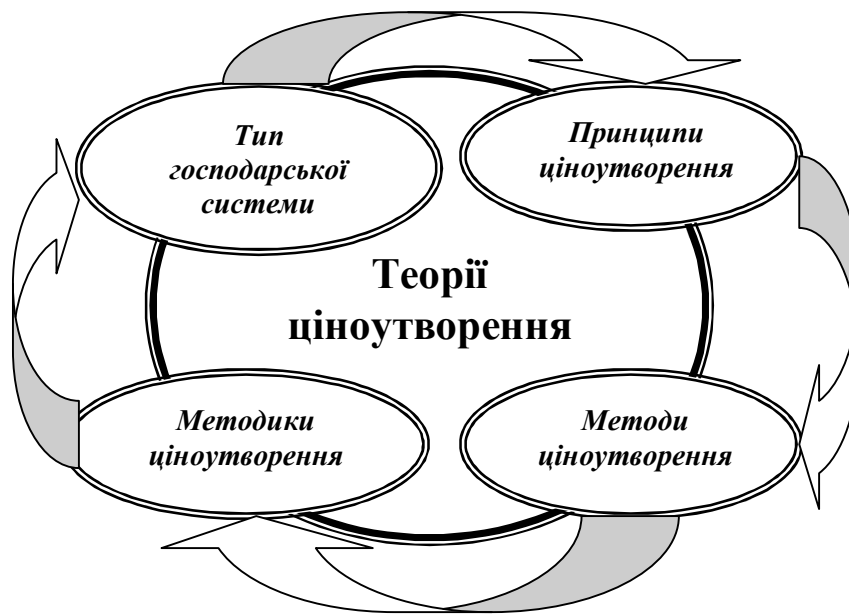 Тип
господарської
системи
Принципи
ціноутворення
Теорії
ціноутворення
Методики
ціноутворення
Методи
ціноутворення